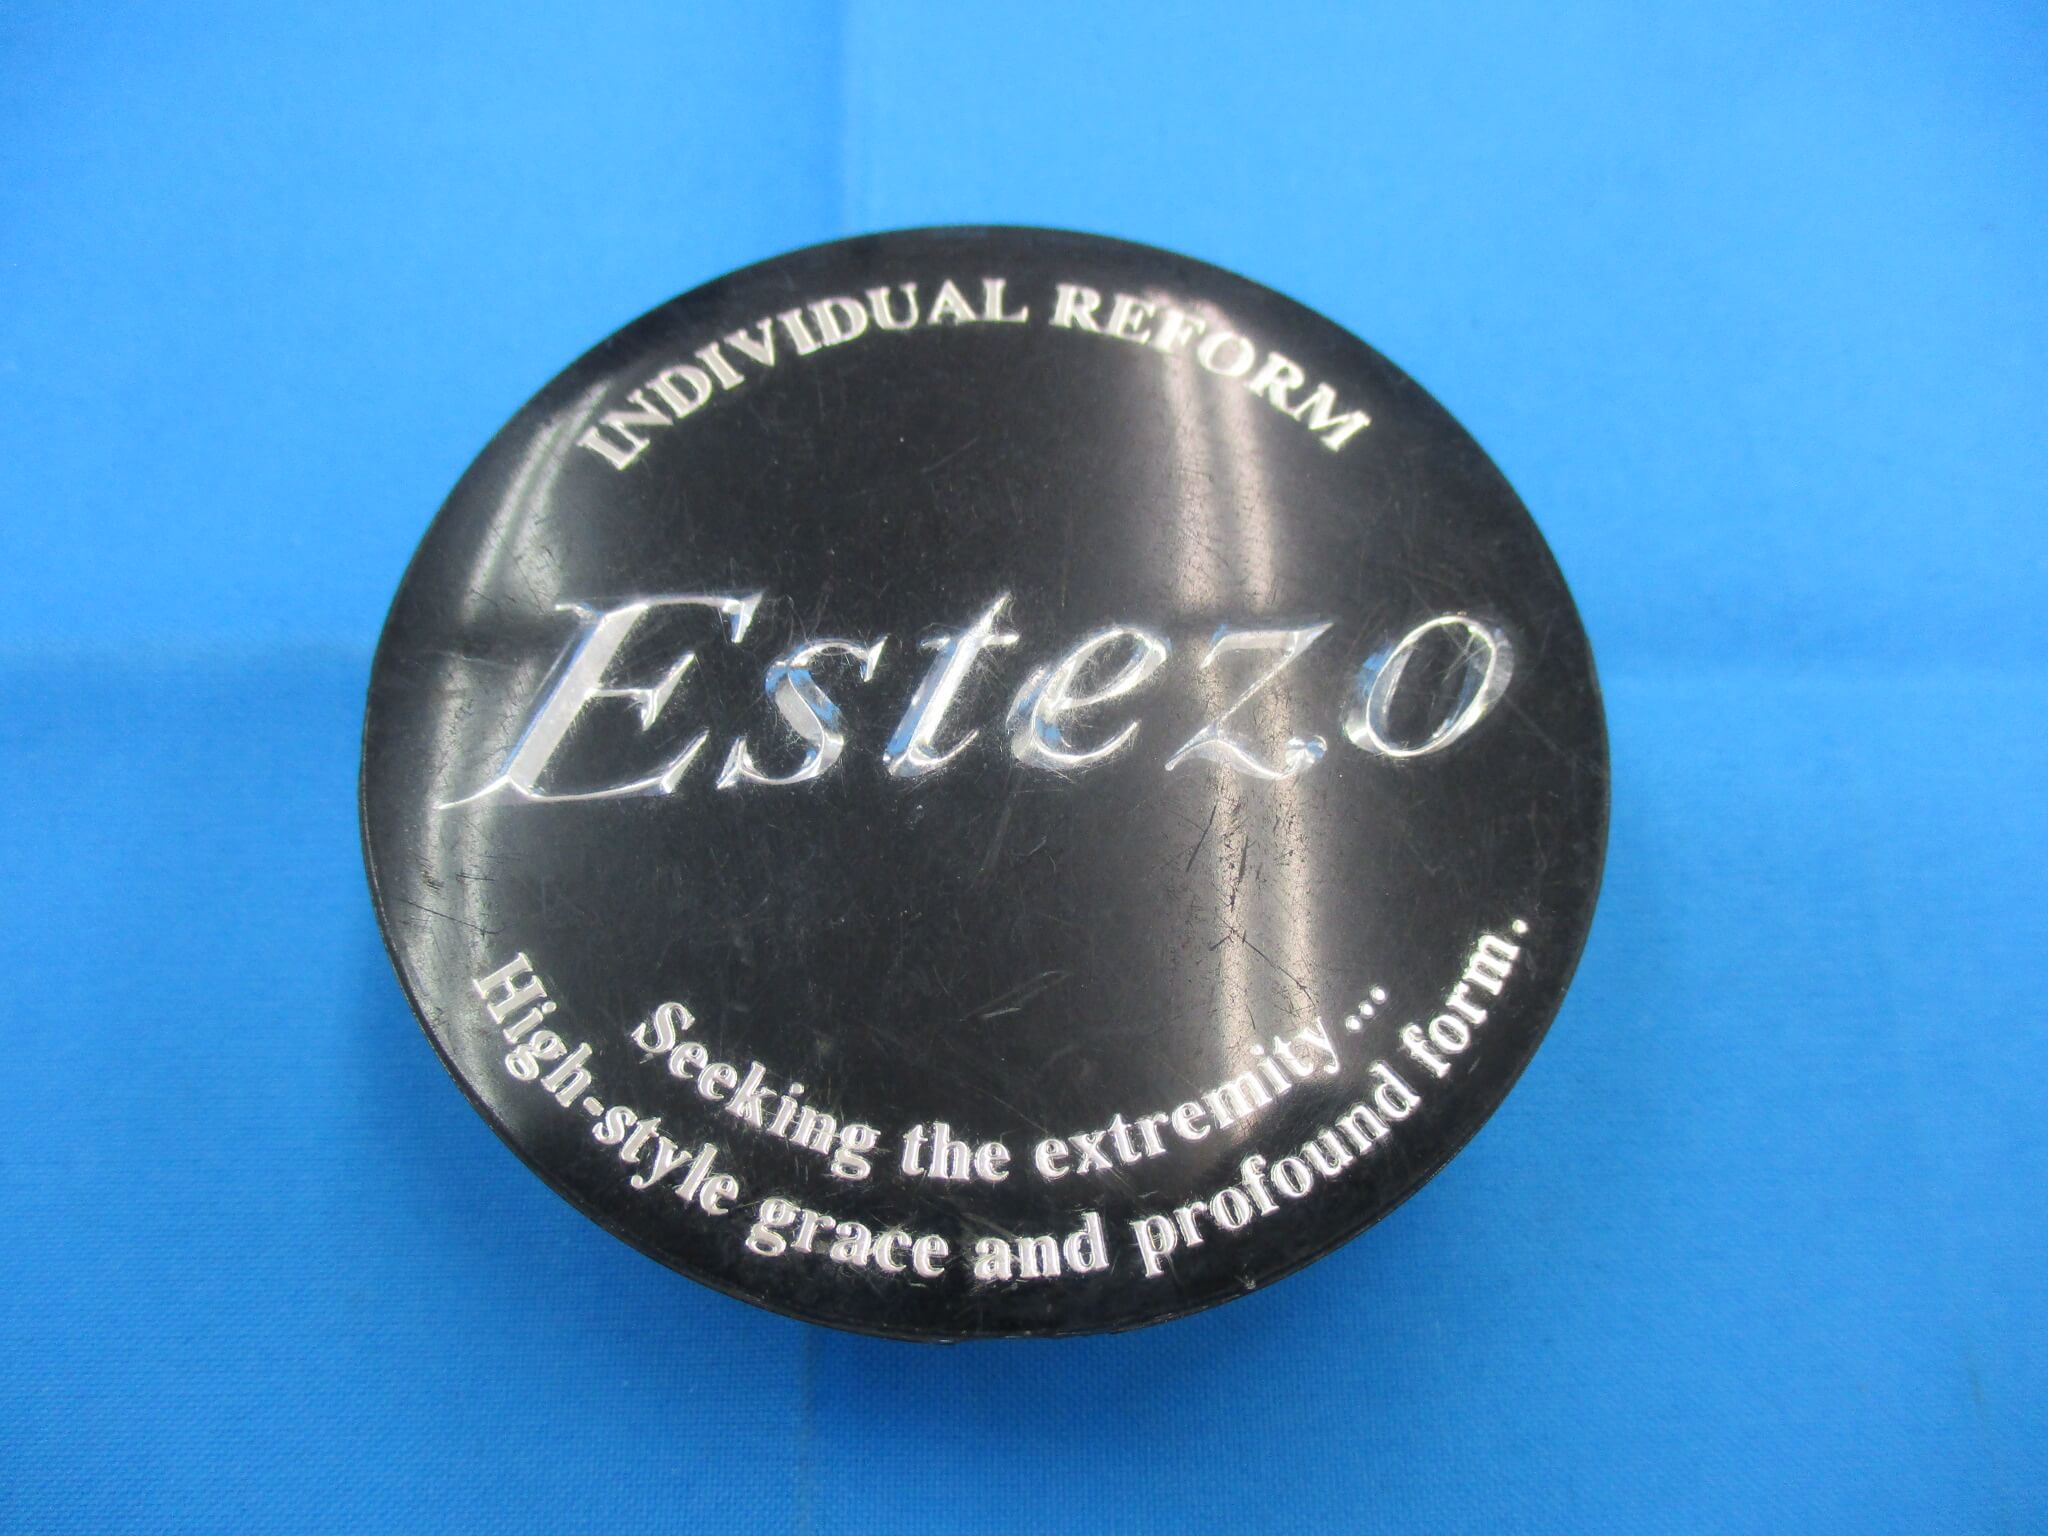 INDIVIDUAL REFORM
Estezo
Seeking the extremity...
High-style grace and profound form.